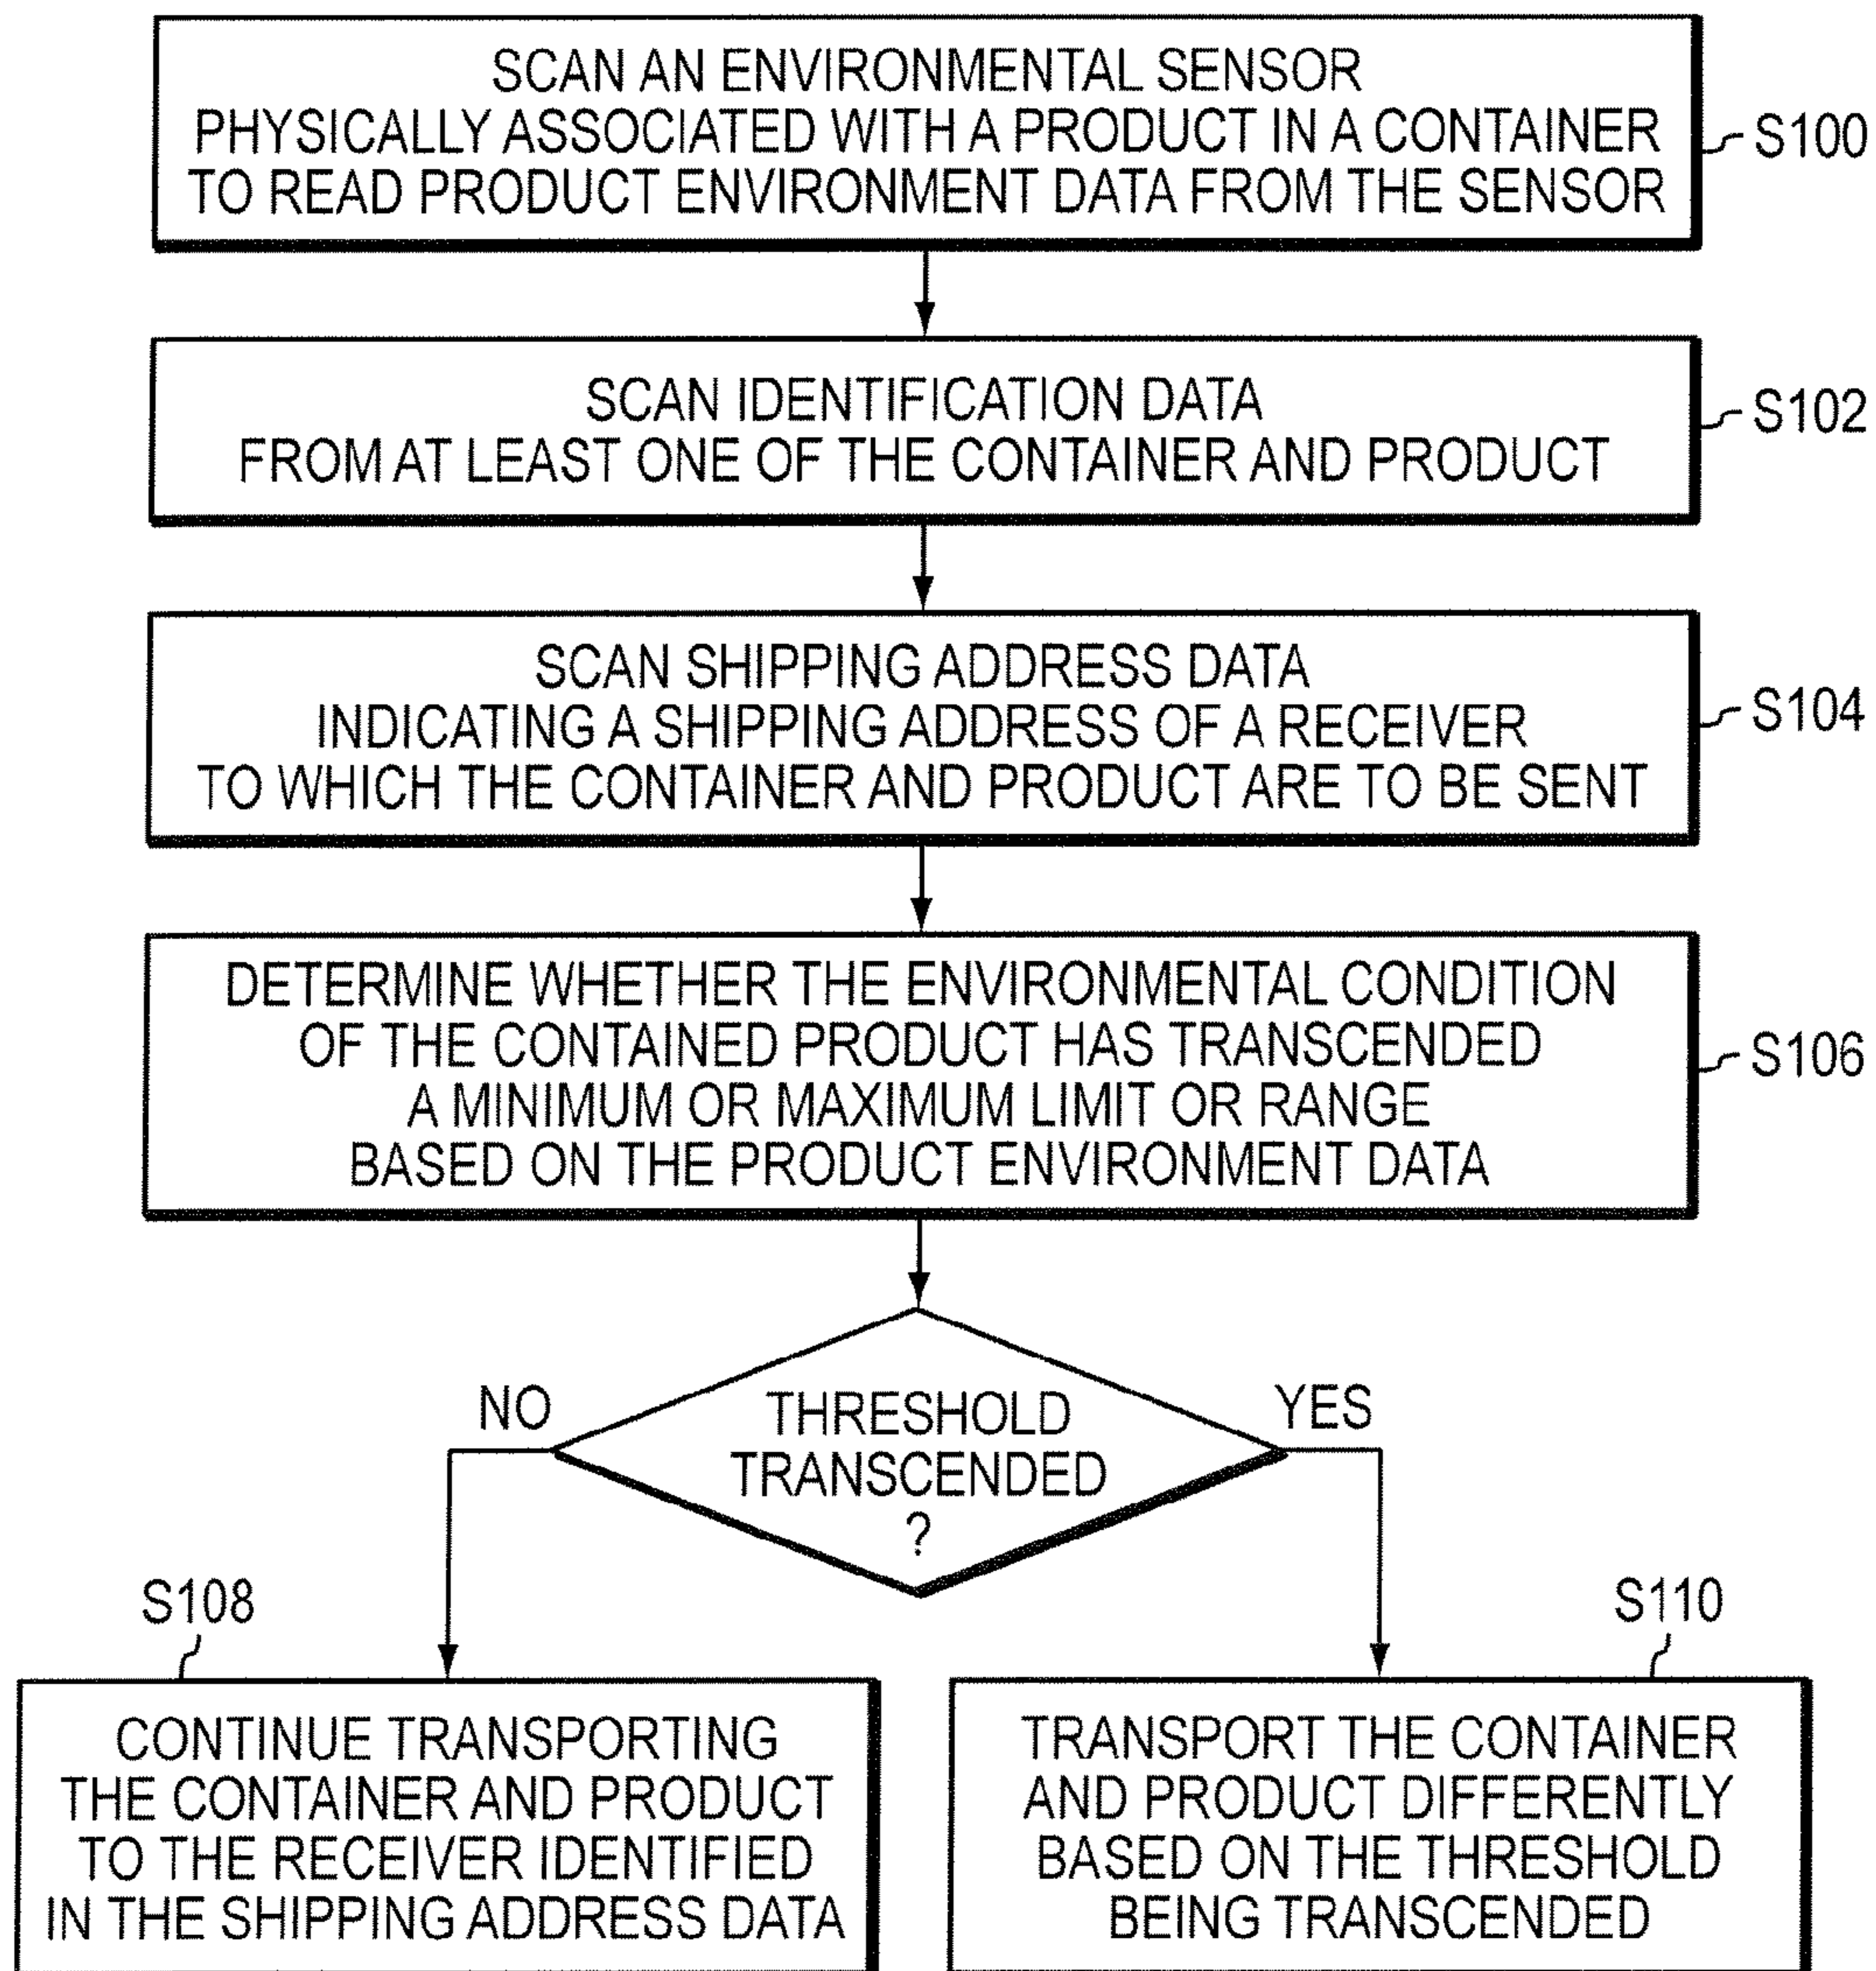 SCAN AN ENVIRONMENTAL SENSOR
PHYSICALLY ASSOCIATED WITH A PRODUCT IN A CONTAINER
TO READ PRODUCT ENVIRONMENT DATA FROM THE SENSOR
S100
SCAN IDENTIFICATION DATA
FROM AT LEAST ONE OF THE CONTAINER AND PRODUCT
S102
SCAN SHIPPING ADDRESS DATA
INDICATING A SHIPPING ADDRESS OF A RECEIVER
TO WHICH THE CONTAINER AND PRODUCT ARE TO BE SENT
S104
DETERMINE WHETHER THE ENVIRONMENTAL CONDITION
OF THE CONTAINED PRODUCT HAS TRANSCENDED
A MINIMUM OR MAXIMUM LIMIT OR RANGE
BASED ON THE PRODUCT ENVIRONMENT DATA
S106
NO
THRESHOLD
TRANSCENDED
?
YES
S108
CONTINUE TRANSPORTING
THE CONTAINER AND PRODUCT
TO THE RECEIVER IDENTIFIED
IN THE SHIPPING ADDRESS DATA
S110
TRANSPORT THE CONTAINER
AND PRODUCT DIFFERENTLY
BASED ON THE THRESHOLD
BEING TRANSCENDED